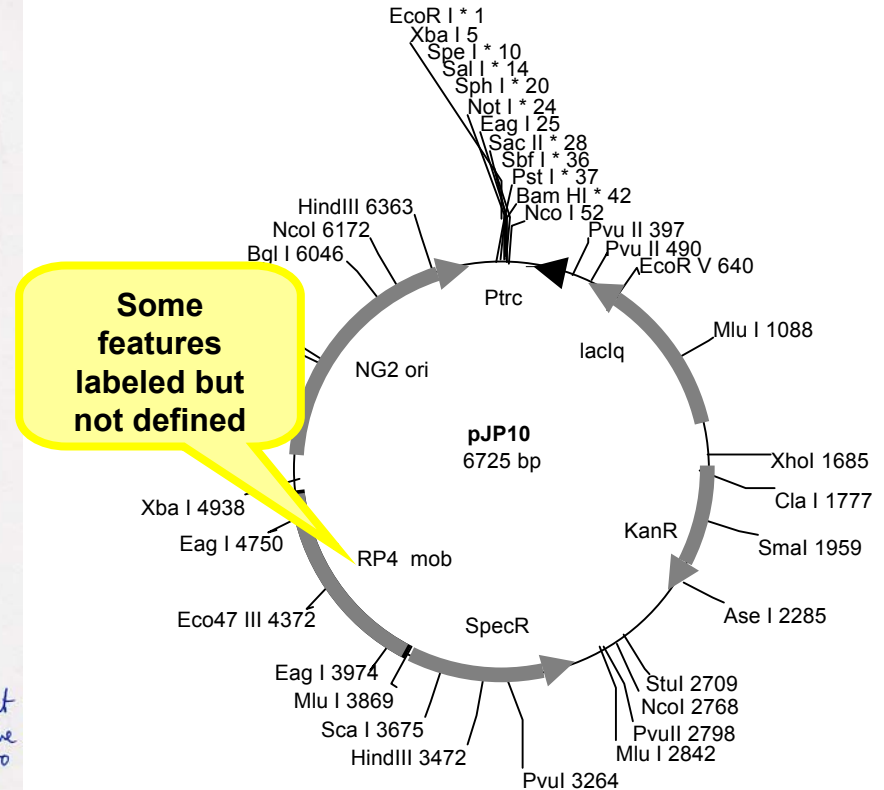 EcoR I * 1
Xba I 5
Spe I * 10
Sal I * 14
Sph I * 20
Not I * 24
Eag I 25
Sac II * 28
Sbf I * 36
Pst I * 37
Bam HI * 42
Nco I 52
HindIII 6363
NcoI 6172
Bgl I 6046
Pvu II 397
Pvu II 490
EcoR V 640
Ptrc
lacIq
Mlu I 1088
Some
features
labeled but
not defined
NG2 ori
pJP10
6725 bp
XhoI 1685
Cla I 1777
Xba I 4938
Eag I 4750
KanR
SmaI 1959
RP4 mob
Ase I 2285
Eco47 III 4372
SpecR
Eag I 3974
Mlu I 3869
Sca I 3675
HindIII 3472
PvuI 3264
StuI 2709
NcoI 2768
PvuII 2798
Mlu I 2842